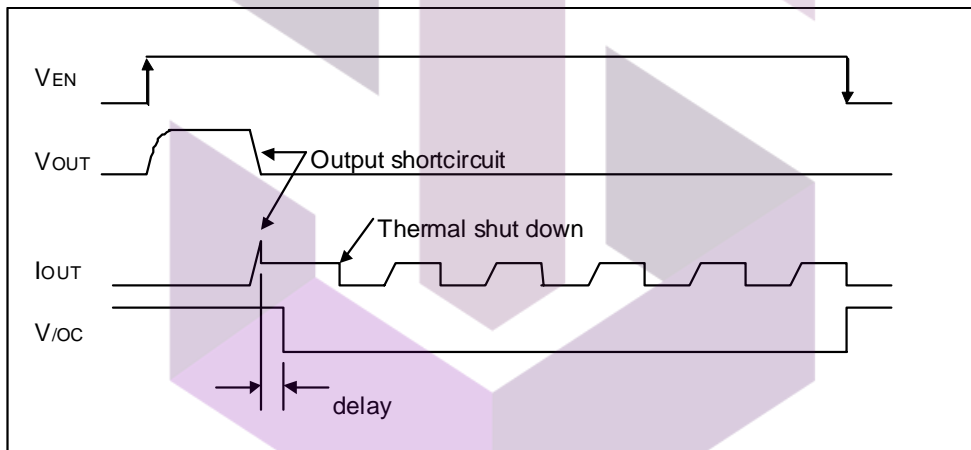 VEN
VOUT
Output shortcircuit
Thermal shut down
IOUT
V/OC
delay